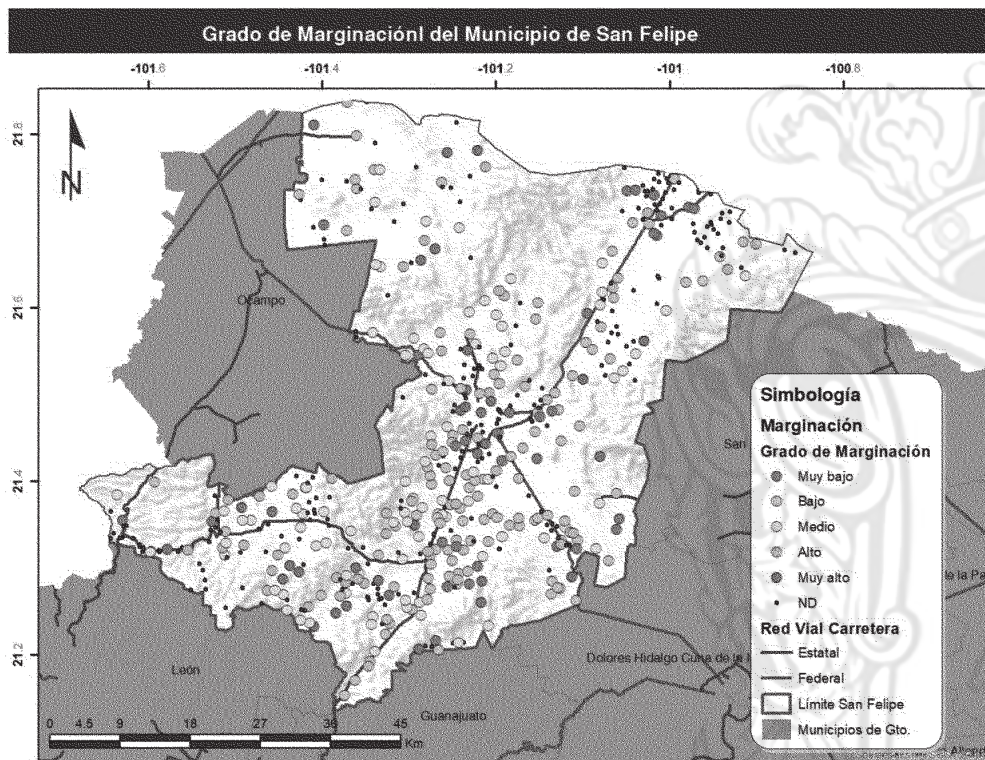 Grado de Marginaciónl del Municipio de San Felipe
-101.6 -101.4 -101.2 -101 -100.8
21.8
21.6
21.4
21.2
N
Ocampo
San
León
Guanajuato
Dolores Hidalgo Cuna de la I
de la Pa
Simbología
Marginación
Grado de Marginación
Muy bajo
Bajo
Medio
Alto
Muy alto
ND
Red Vial Carretera
Estatal
Federal
Límite San Felipe
Municipios de Gto.
0 4.5 9 18 27 36 45
Km